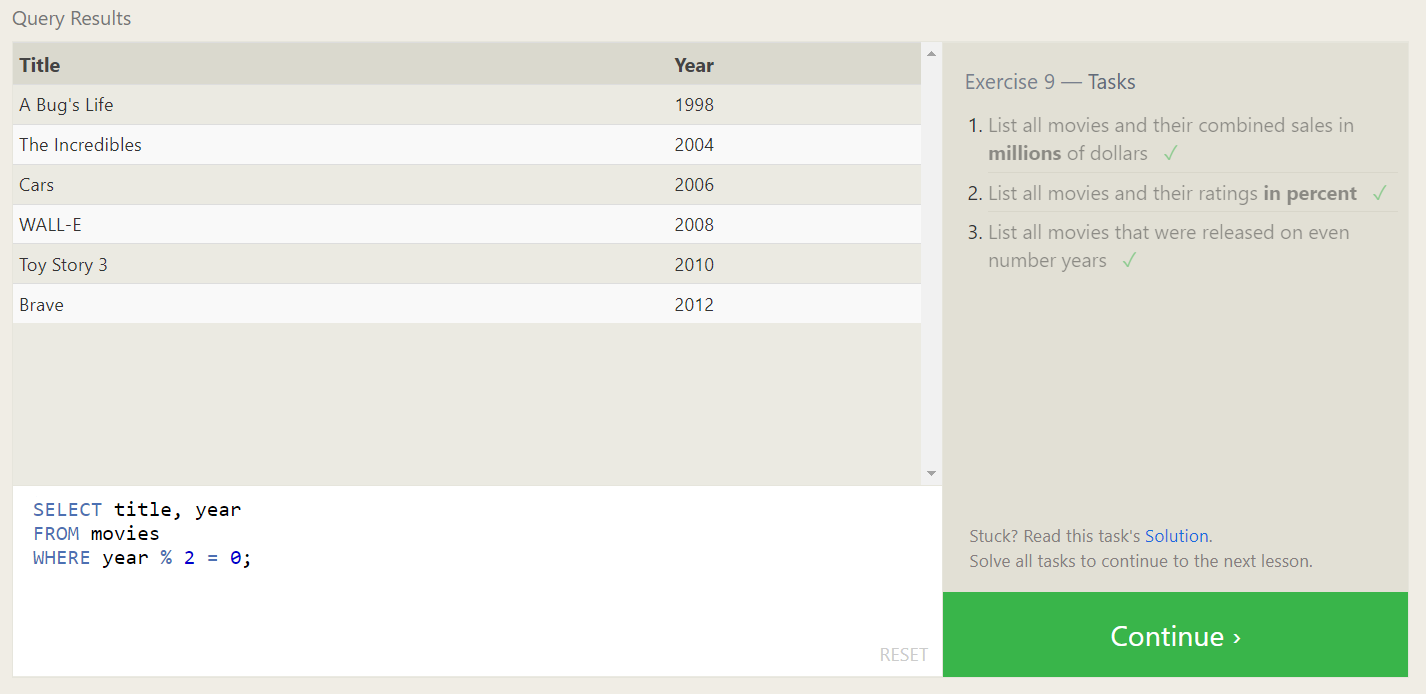 Query Results
Title Year
A Bug's Life 1998
The Incredibles 2004
Cars 2006
WALL-E 2008
Toy Story 3 2010
Brave 2012
SELECT title, year
FROM movies
WHERE year % 2 = 0;
RESET
Exercise 9 — Tasks
1. List all movies and their combined sales in
millions of dollars ✓
2. List all movies and their ratings in percent ✓
3. List all movies that were released on even
number years ✓
Stuck? Read this task's Solution.
Solve all tasks to continue to the next lesson.
Continue ›